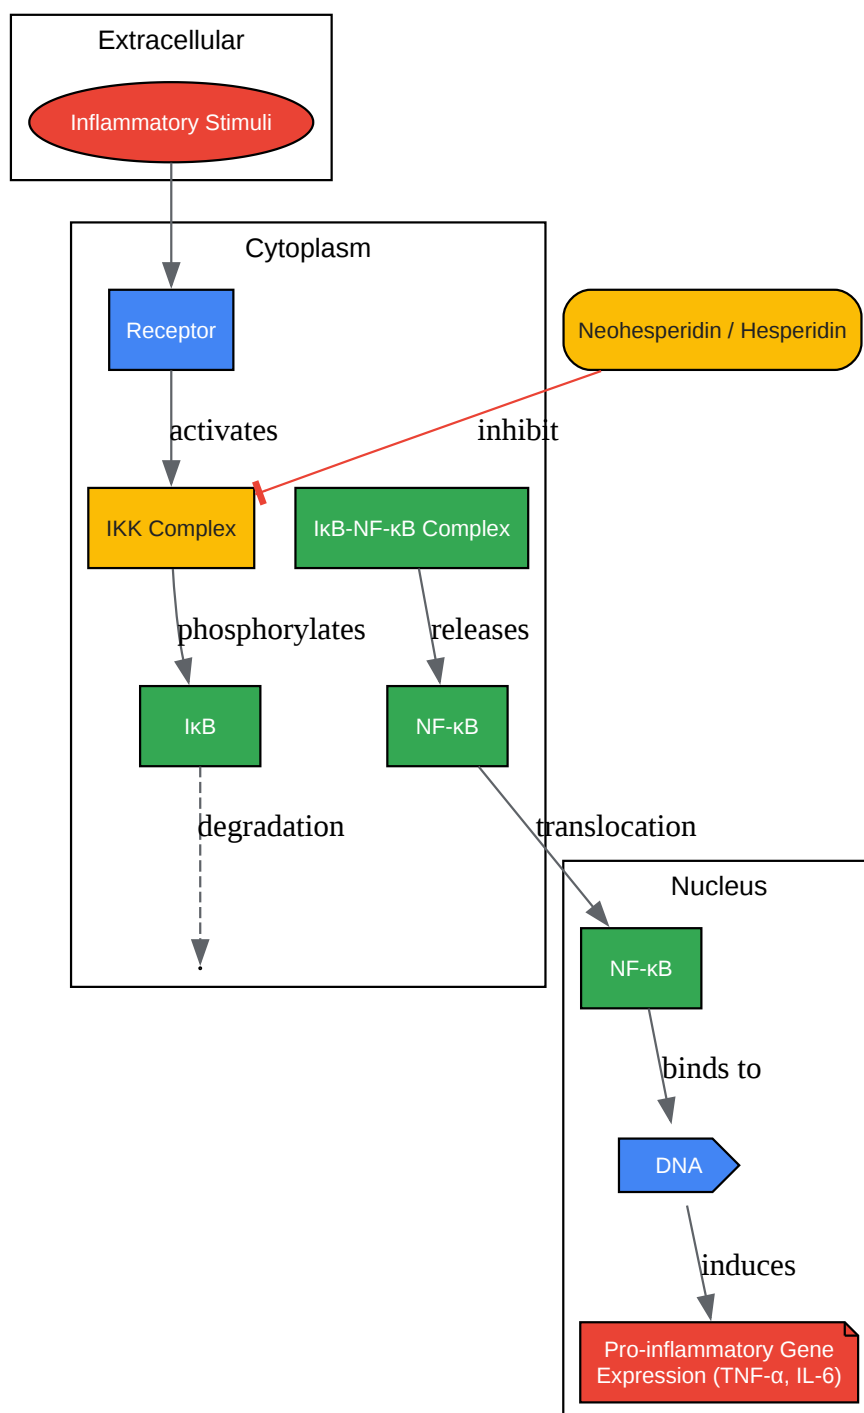 Extracellular
Inflammatory Stimuli
Cytoplasm
Receptor
Neohesperidin / Hesperidin
activates
inhibit
IKK Complex
IκB-NF-κB Complex
phosphorylates
releases
IκB
NF-κB
degradation
translocation
Nucleus
NF-κB
binds to
DNA
induces
Pro-inflammatory Gene
Expression (TNF-α, IL-6)